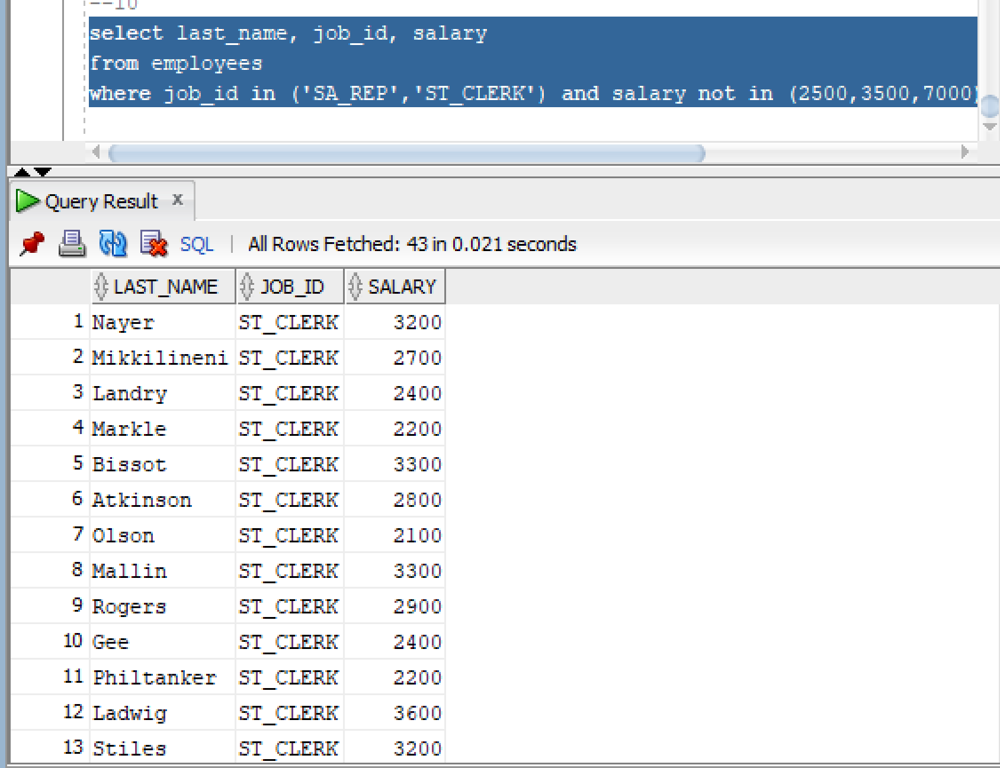 --10
select last_name, job_id, salary
from employees
where job_id in ('SA_REP','ST_CLERK') and salary not in (2500,3500,7000)
Query Result x
SQL | All Rows Fetched: 43 in 0.021 seconds
LAST_NAME JOB_ID SALARY
1 Nayer ST_CLERK 3200
2 Mikkilineni ST_CLERK 2700
3 Landry ST_CLERK 2400
4 Markle ST_CLERK 2200
5 Bissot ST_CLERK 3300
6 Atkinson ST_CLERK 2800
7 Olson ST_CLERK 2100
8 Mallin ST_CLERK 3300
9 Rogers ST_CLERK 2900
10 Gee ST_CLERK 2400
11 Philtanker ST_CLERK 2200
12 Ladwig ST_CLERK 3600
13 Stiles ST_CLERK 3200